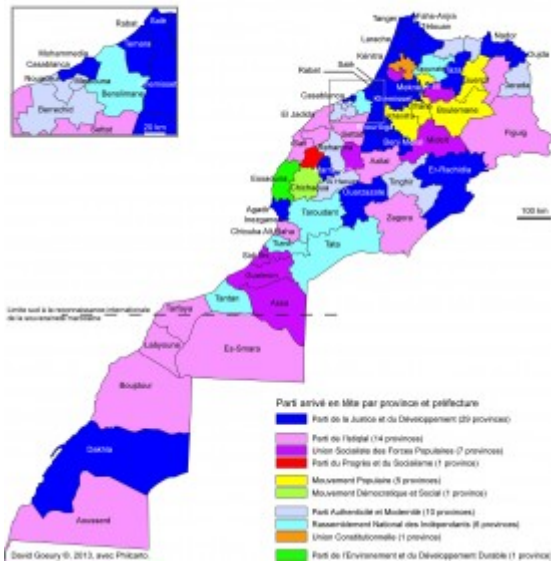 Salé
Rabat
Temara
Mohammedia
Casablanca
Nouaceur
Mediouna
Benslimane
Khemisset
Berrechid
Settat
20 km
Fahs-Anjra
Tanger
Tétouan
Larache
Nador
Oujda
Kénitra
Salé
Rabat
Taza
Guercif
Jerada
Casablanca
Khemisset
Boulemane
El Jadida
Settat
Khouribga
Midelt
Figuig
Safi
Azilal
Er-Rachidia
Essaouira
Chichaoua
Tinghir
Ouarzazate
100 km
Agadir
Inezgane
Taroudant
Zagora
Chtouka Aït Baha
Tiznit
Tata
Sidi Ifni
Guelmim
Tantan
Assa
Limite sud à la reconnaissance internationale
de la souveraineté marocaine
Tarfaya
Laâyoune
Es-Smara
Boujdour
Dakhla
Aousserd
Parti arrivé en tête par province et préfecture
Parti de la Justice et du Développement (29 provinces)
Parti de l'Istiqlal (14 provinces)
Union Socialiste des Forces Populaires (7 provinces)
Parti du Progrès et du Socialisme (1 province)
Mouvement Populaire (5 provinces)
Mouvement Démocratique et Social (1 province)
Parti Authenticité et Modernité (10 provinces)
Rassemblement National des Indépendants (6 provinces)
Union Constitutionnelle (1 province)
Parti de l'Environement et du Développement Durable (1 province)
David Goeury ©, 2013, avec Philcarto.